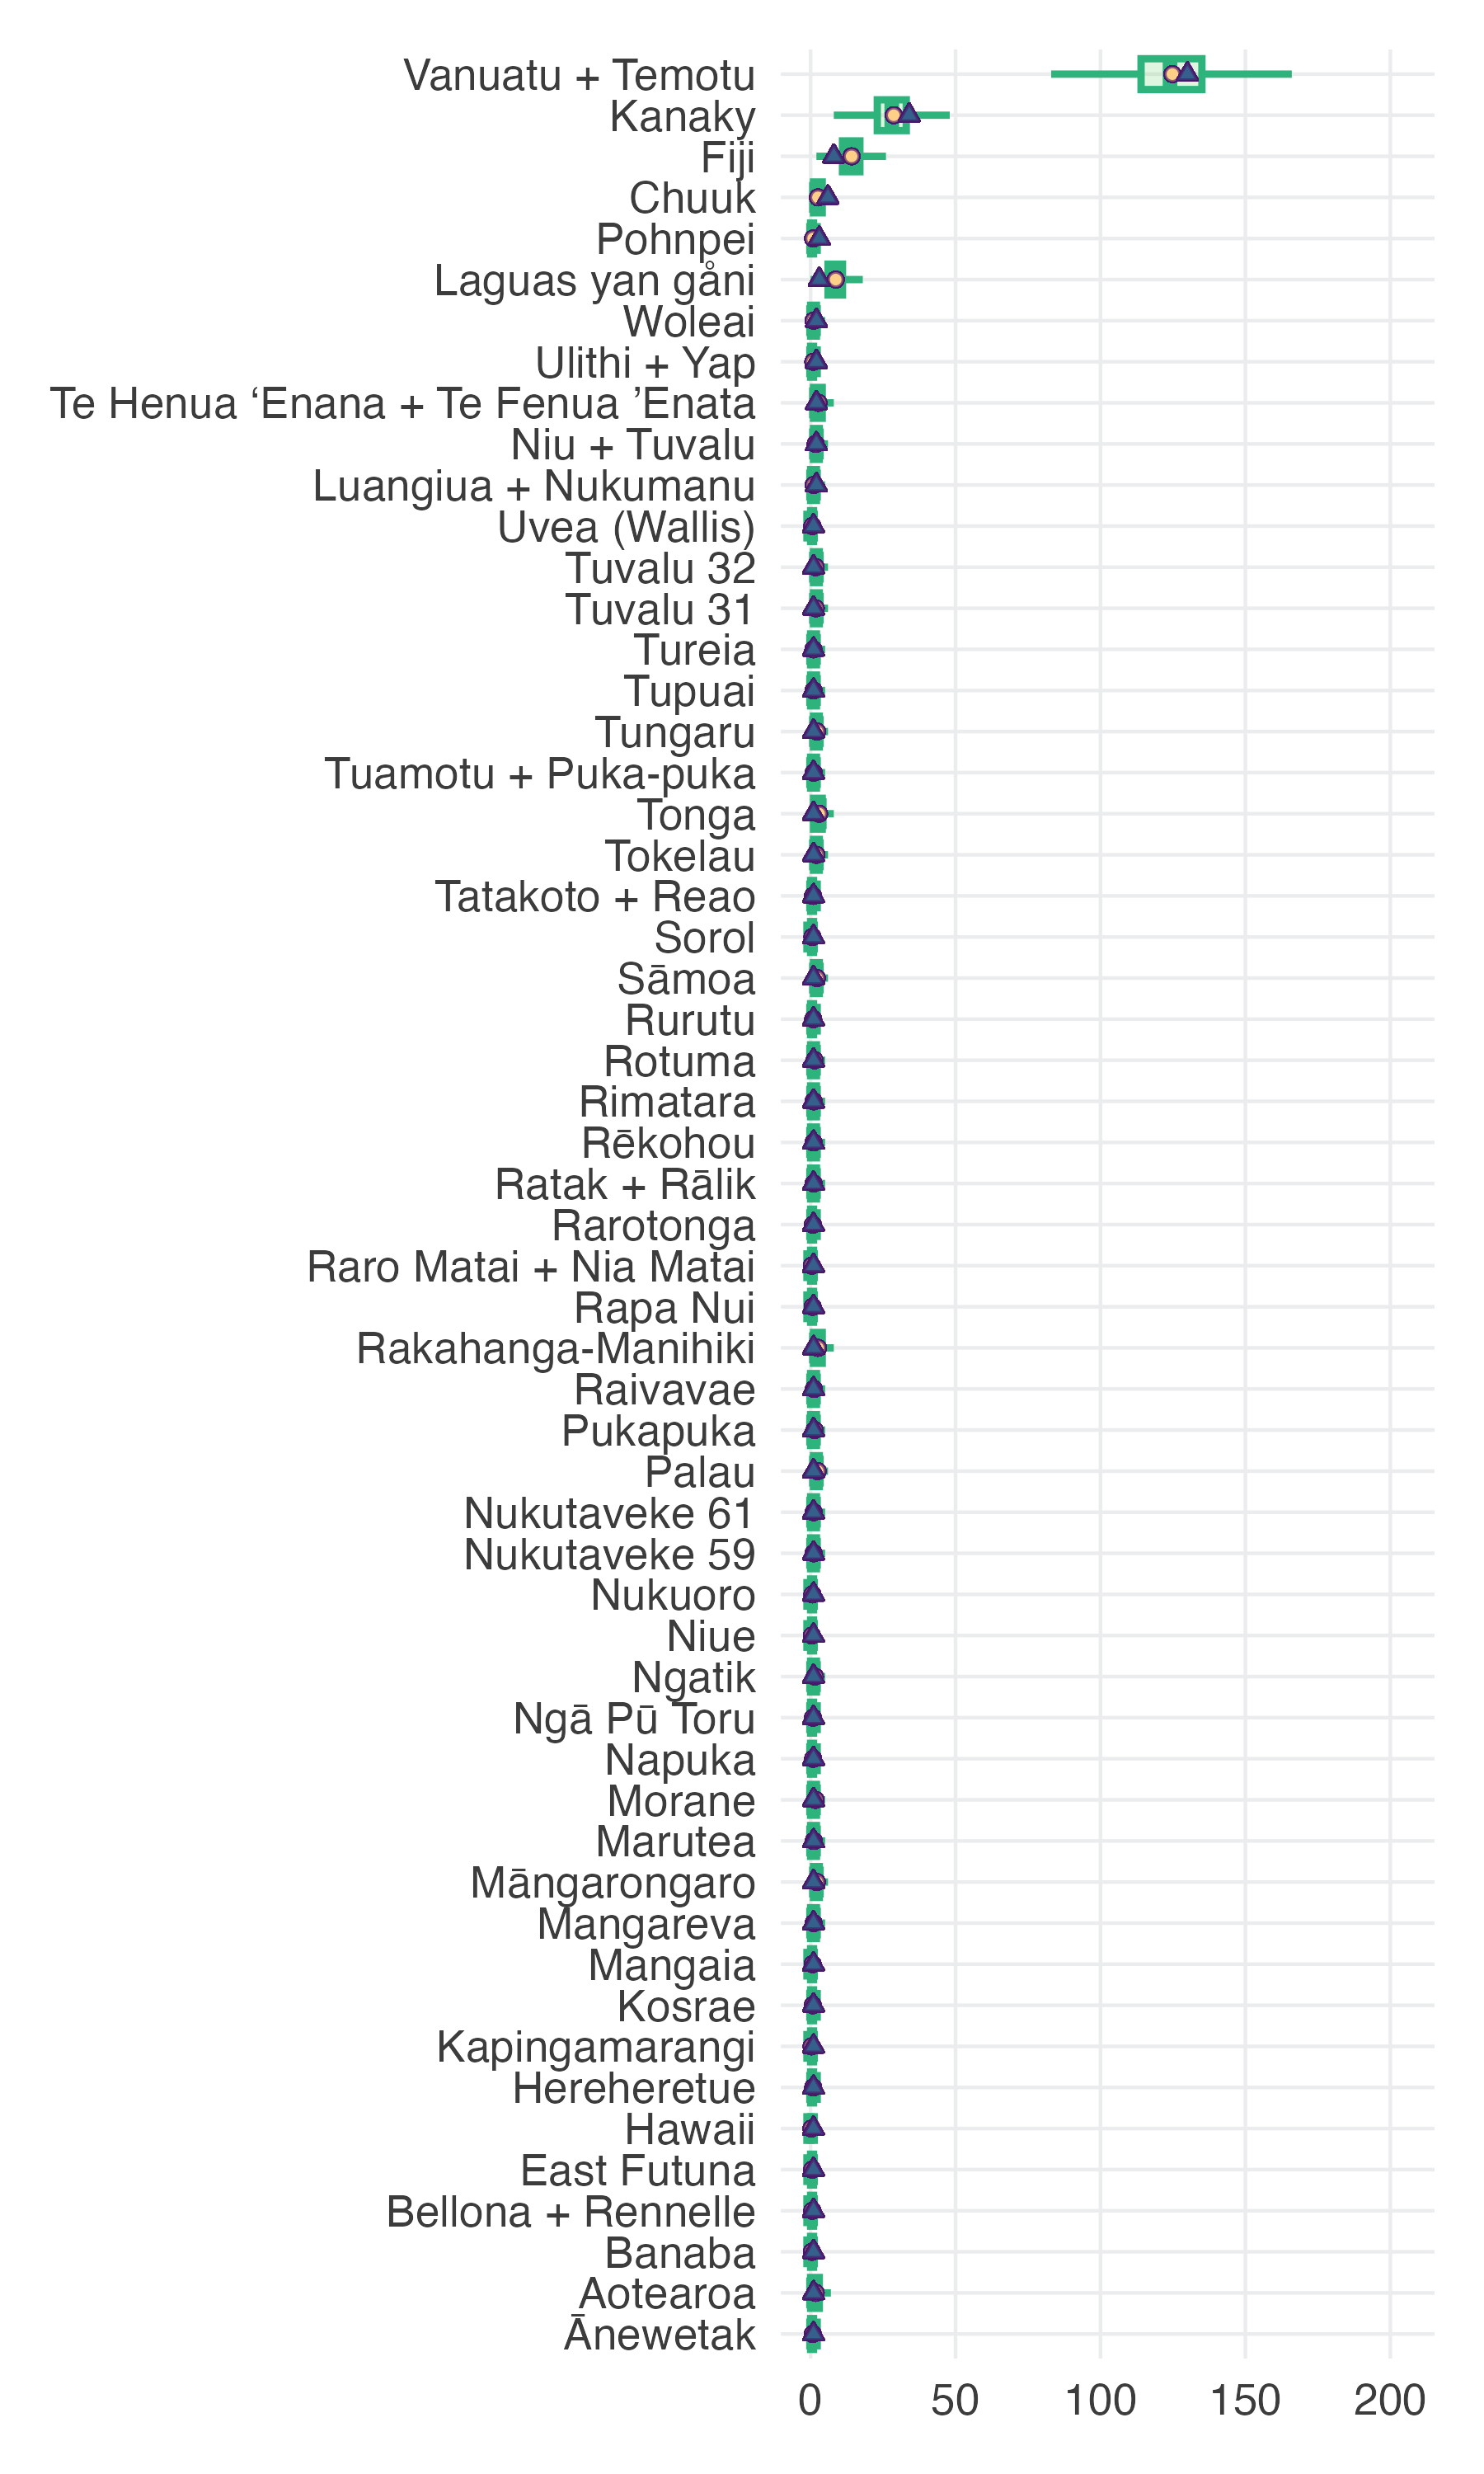 Vanuatu + Temotu
Kanaky
Fiji
Chuuk
Pohnpei
Laguas yan gåni
Woleai
Ulithi + Yap
Te Henua ‘Enana + Te Fenua ’Enata
Niu + Tuvalu
Luangiua + Nukumanu
Uvea (Wallis)
Tuvalu 32
Tuvalu 31
Tureia
Tupuai
Tungaru
Tuamotu + Puka-puka
Tonga
Tokelau
Tatakoto + Reao
Sorol
Sāmoa
Rurutu
Rotuma
Rimatara
Rēkohou
Ratak + Rālik
Rarotonga
Raro Matai + Nia Matai
Rapa Nui
Rakahanga-Manihiki
Raivavae
Pukapuka
Palau
Nukutaveke 61
Nukutaveke 59
Nukuoro
Niue
Ngatik
Ngā Pū Toru
Napuka
Morane
Marutea
Māngarongaro
Mangareva
Mangaia
Kosrae
Kapingamarangi
Hereheretue
Hawaii
East Futuna
Bellona + Rennelle
Banaba
Aotearoa
Ānewetak
0 50 100 150 200